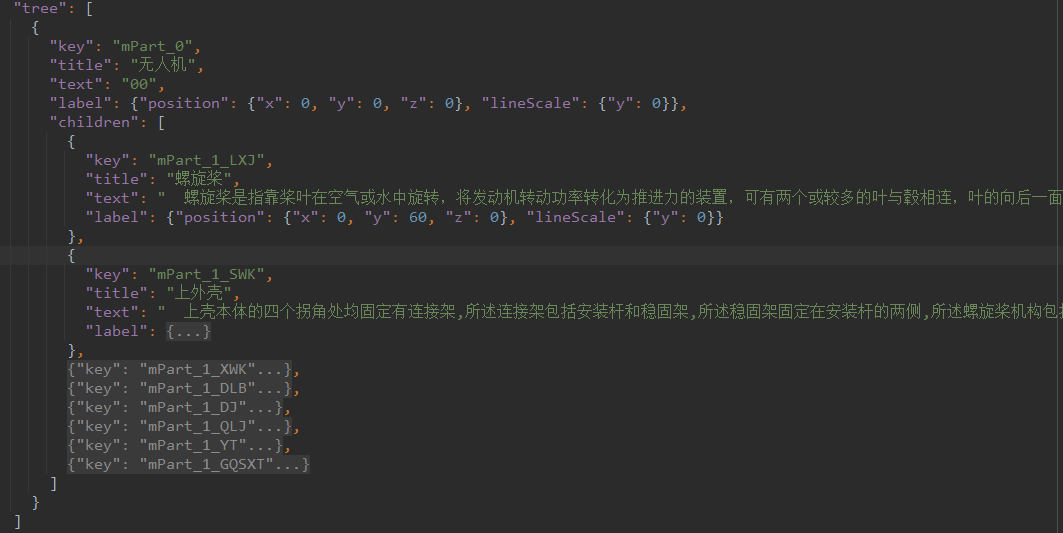 "tree": [
{
"key": "mPart_0",
"title": "无人机",
"text": "00",
"label": {"position": {"x": 0, "y": 0, "z": 0}, "lineScale": {"y": 0}},
"children": [
{
"key": "mPart_1_LXJ",
"title": "螺旋桨",
"text": "  螺旋桨是指靠桨叶在空气或水中旋转，将发动机转动功率转化为推进力的装置，可有两个或较多的叶与毂相连，叶的向后一面
"label": {"position": {"x": 0, "y": 60, "z": 0}, "lineScale": {"y": 0}}
},
{
"key": "mPart_1_SWK",
"title": "上外壳",
"text": "  上壳本体的四个拐角处均固定有连接架,所述连接架包括安装杆和稳固架,所述稳固架固定在安装杆的两侧,所述螺旋桨机构包
"label": {...}
},
{"key": "mPart_1_XWK"...},
{"key": "mPart_1_DLB"...},
{"key": "mPart_1_DJ"...},
{"key": "mPart_1_QLJ"...},
{"key": "mPart_1_YT"...},
{"key": "mPart_1_GQSXT"...}
]
}
]